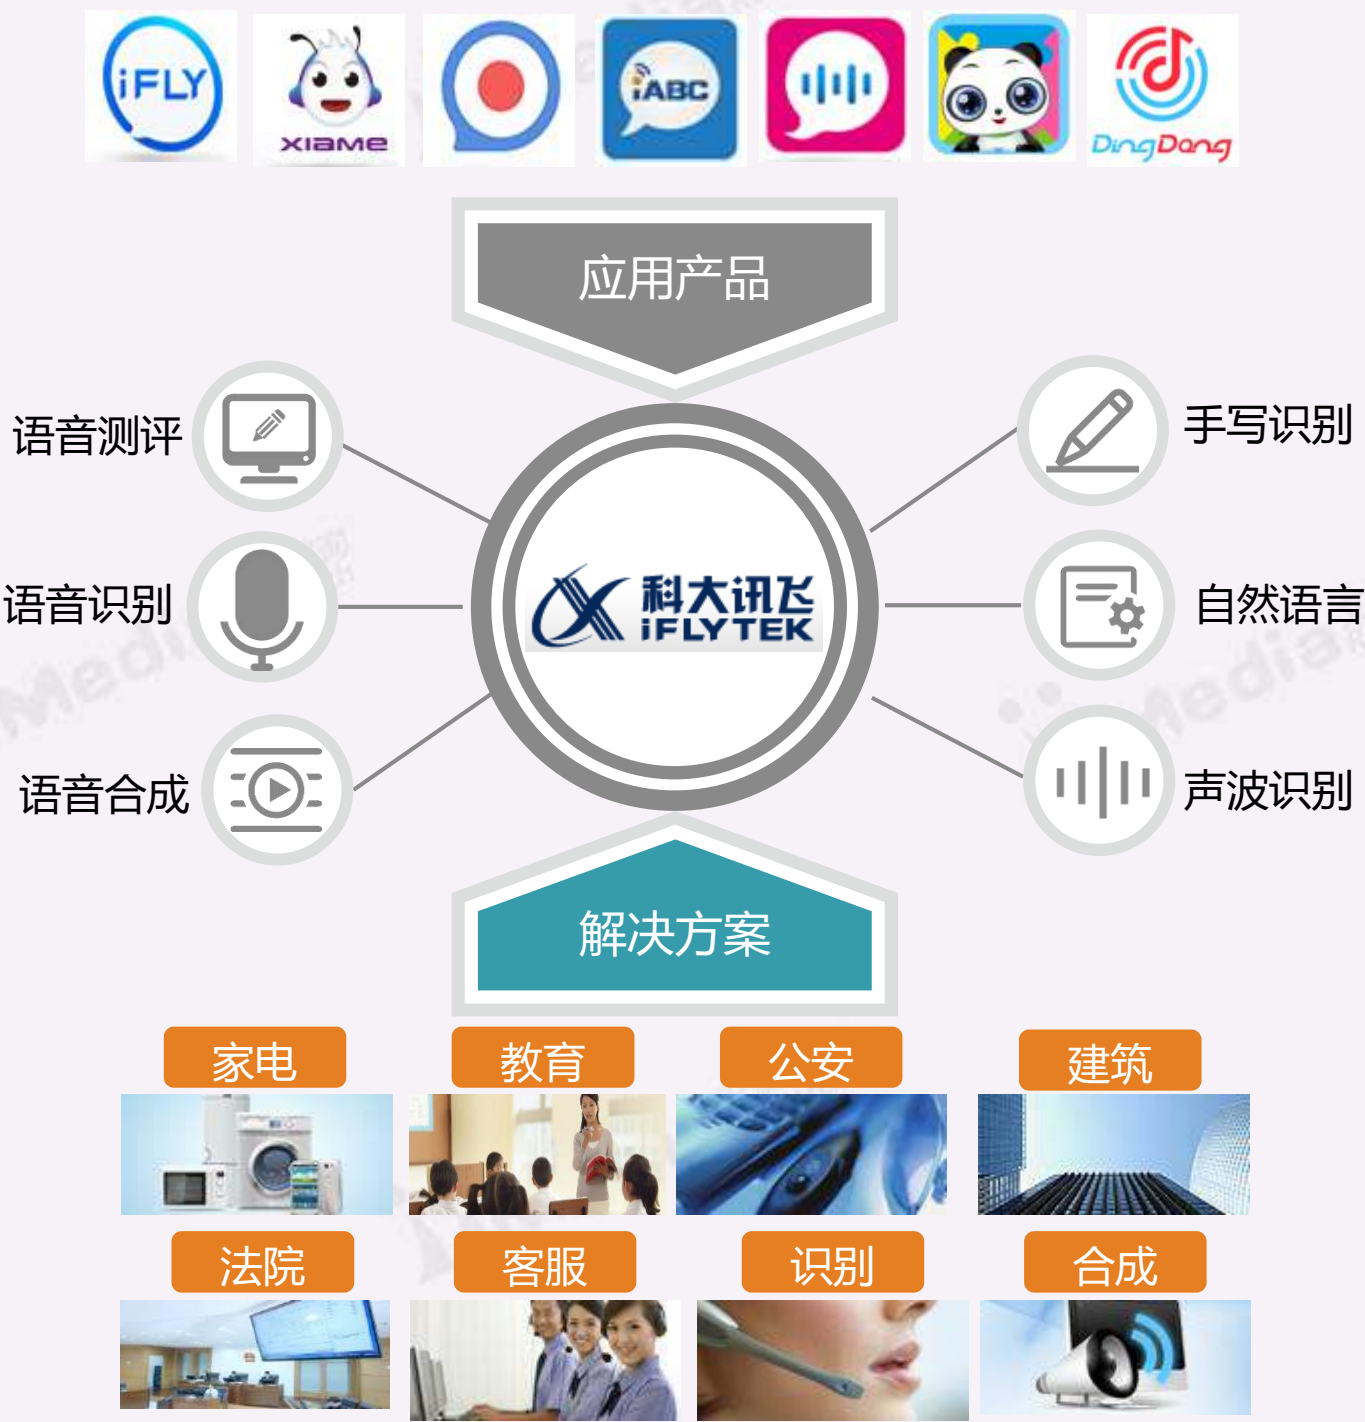 iFLY
XIAME
iABC
DingDong
应用产品
语音测评
手写识别
科大讯飞
iFLYTEK
语音识别
自然语言
语音合成
声波识别
解决方案
家电
教育
公安
建筑
法院
客服
识别
合成